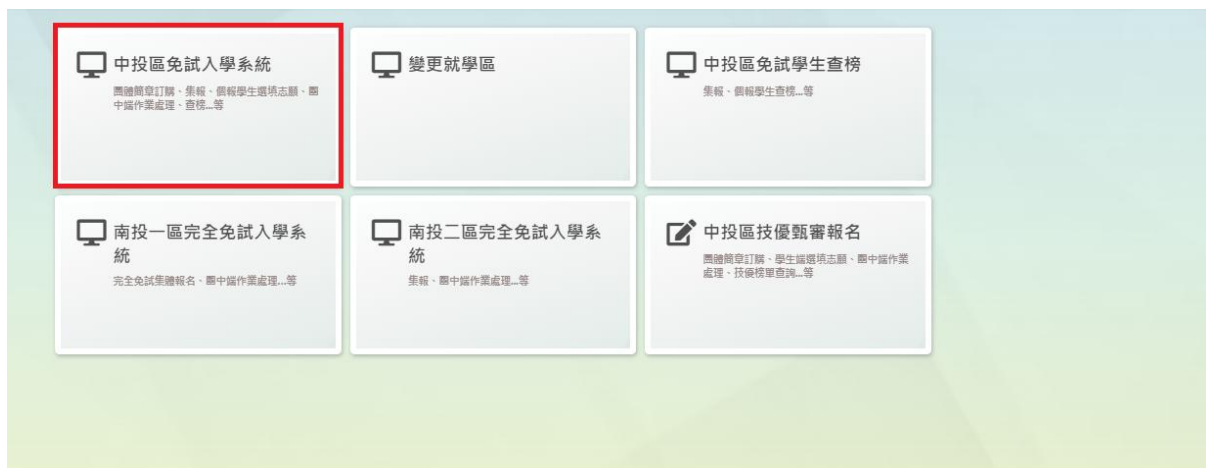 中投區免試入學系統
團體簡章訂購、集報、個報學生選填志願、國
中端作業處理、查榜...等
變更就學區
中投區免試學生查榜
集報、個報學生查榜...等
南投一區完全免試入學系
統
完全免試集體報名、國中端作業處理...等
南投二區完全免試入學系
統
集報、國中端作業處理...等
中投區技優甄審報名
團體簡章訂購、學生端選填志願、國中端作業
處理、技優榜單查詢...等